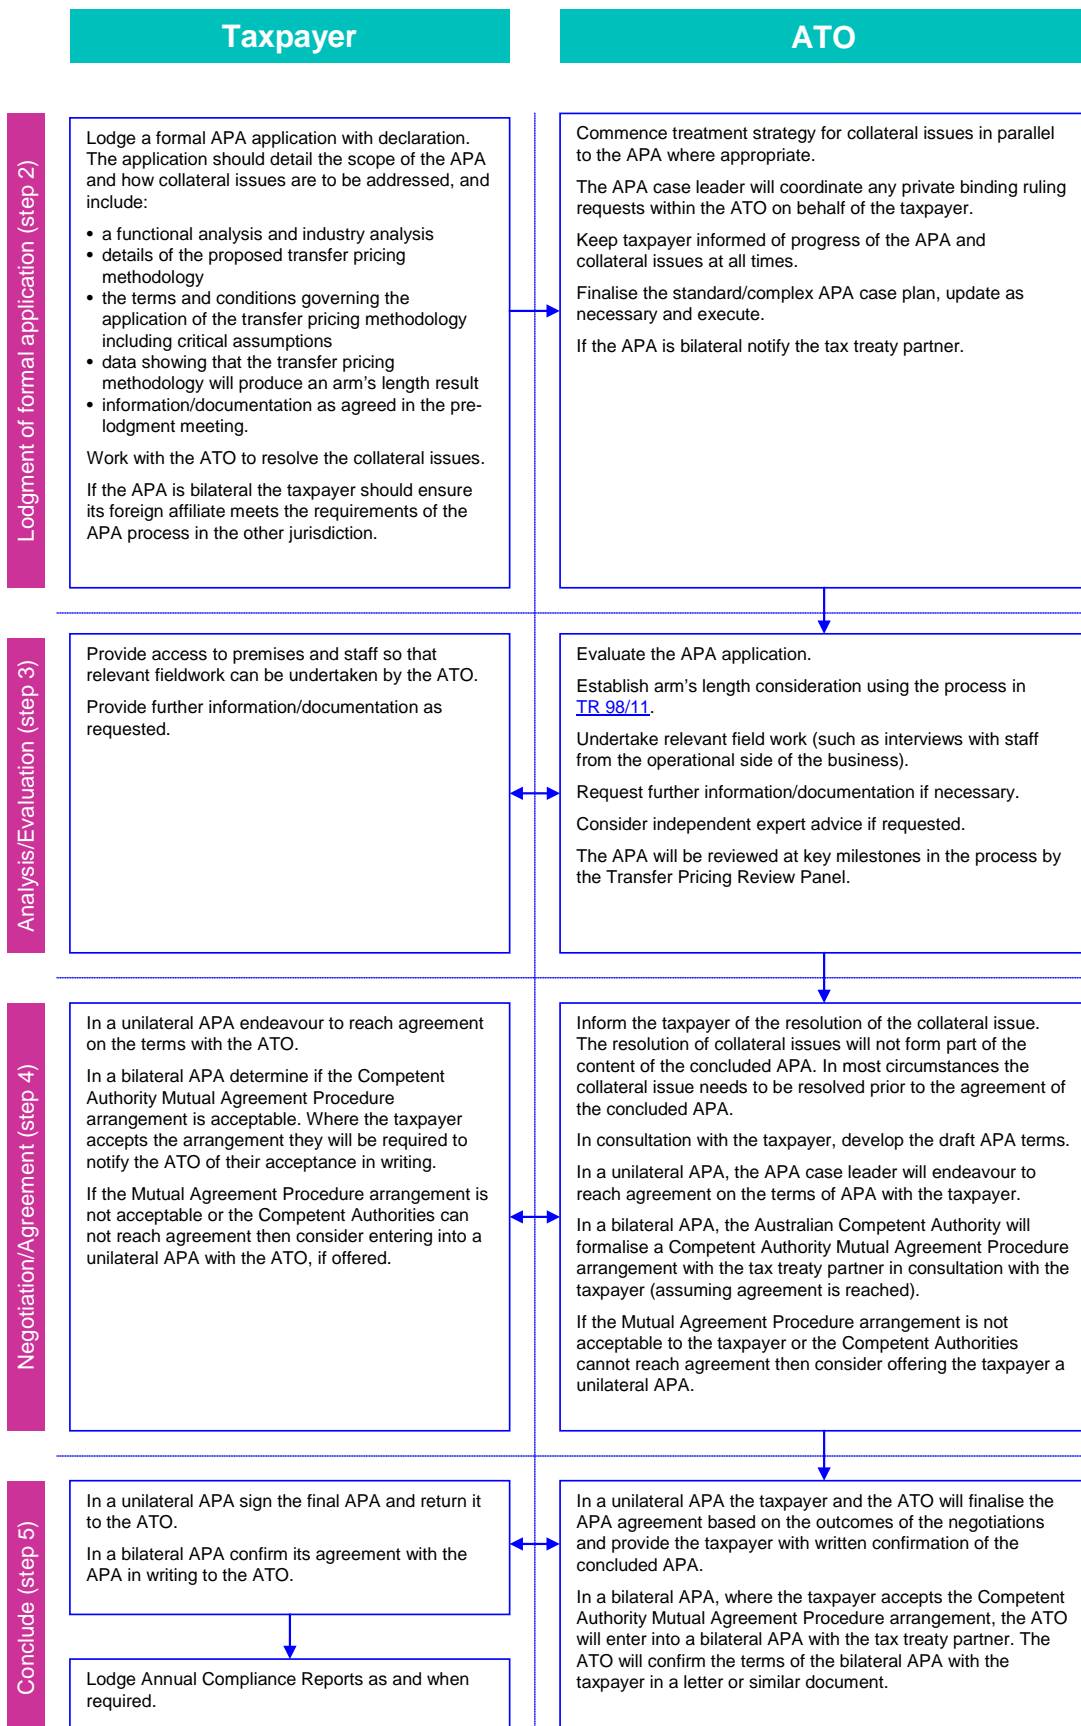 Taxpayer
ATO
Lodgment of formal application (step 2)
Lodge a formal APA application with declaration.
The application should detail the scope of the APA
and how collateral issues are to be addressed, and
include:
• a functional analysis and industry analysis
• details of the proposed transfer pricing
methodology
• the terms and conditions governing the
application of the transfer pricing methodology
including critical assumptions
• data showing that the transfer pricing
methodology will produce an arm's length result
• information/documentation as agreed in the pre-
lodgment meeting.
Work with the ATO to resolve the collateral issues.
If the APA is bilateral the taxpayer should ensure
its foreign affiliate meets the requirements of the
APA process in the other jurisdiction.
Commence treatment strategy for collateral issues in parallel
to the APA where appropriate.
The APA case leader will coordinate any private binding ruling
requests within the ATO on behalf of the taxpayer.
Keep taxpayer informed of progress of the APA and
collateral issues at all times.
Finalise the standard/complex APA case plan, update as
necessary and execute.
If the APA is bilateral notify the tax treaty partner.
Analysis/Evaluation (step 3)
Provide access to premises and staff so that
relevant fieldwork can be undertaken by the ATO.
Provide further information/documentation as
requested.
Evaluate the APA application.
Establish arm's length consideration using the process in
TR 98/11.
Undertake relevant field work (such as interviews with staff
from the operational side of the business).
Request further information/documentation if necessary.
Consider independent expert advice if requested.
The APA will be reviewed at key milestones in the process by
the Transfer Pricing Review Panel.
Negotiation/Agreement (step 4)
In a unilateral APA endeavour to reach agreement
on the terms with the ATO.
In a bilateral APA determine if the Competent
Authority Mutual Agreement Procedure
arrangement is acceptable. Where the taxpayer
accepts the arrangement they will be required to
notify the ATO of their acceptance in writing.
If the Mutual Agreement Procedure arrangement is
not acceptable or the Competent Authorities can
not reach agreement then consider entering into a
unilateral APA with the ATO, if offered.
Inform the taxpayer of the resolution of the collateral issue.
The resolution of collateral issues will not form part of the
content of the concluded APA. In most circumstances the
collateral issue needs to be resolved prior to the agreement of
the concluded APA.
In consultation with the taxpayer, develop the draft APA terms.
In a unilateral APA, the APA case leader will endeavour to
reach agreement on the terms of APA with the taxpayer.
In a bilateral APA, the Australian Competent Authority will
formalise a Competent Authority Mutual Agreement Procedure
arrangement with the tax treaty partner in consultation with the
taxpayer (assuming agreement is reached).
If the Mutual Agreement Procedure arrangement is not
acceptable to the taxpayer or the Competent Authorities
cannot reach agreement then consider offering the taxpayer a
unilateral APA.
Conclude (step 5)
In a unilateral APA sign the final APA and return it
to the ATO.
In a bilateral APA confirm its agreement with the
APA in writing to the ATO.
Lodge Annual Compliance Reports as and when
required.
In a unilateral APA the taxpayer and the ATO will finalise the
APA agreement based on the outcomes of the negotiations
and provide the taxpayer with written confirmation of the
concluded APA.
In a bilateral APA, where the taxpayer accepts the Competent
Authority Mutual Agreement Procedure arrangement, the ATO
will enter into a bilateral APA with the tax treaty partner. The
ATO will confirm the terms of the bilateral APA with the
taxpayer in a letter or similar document.